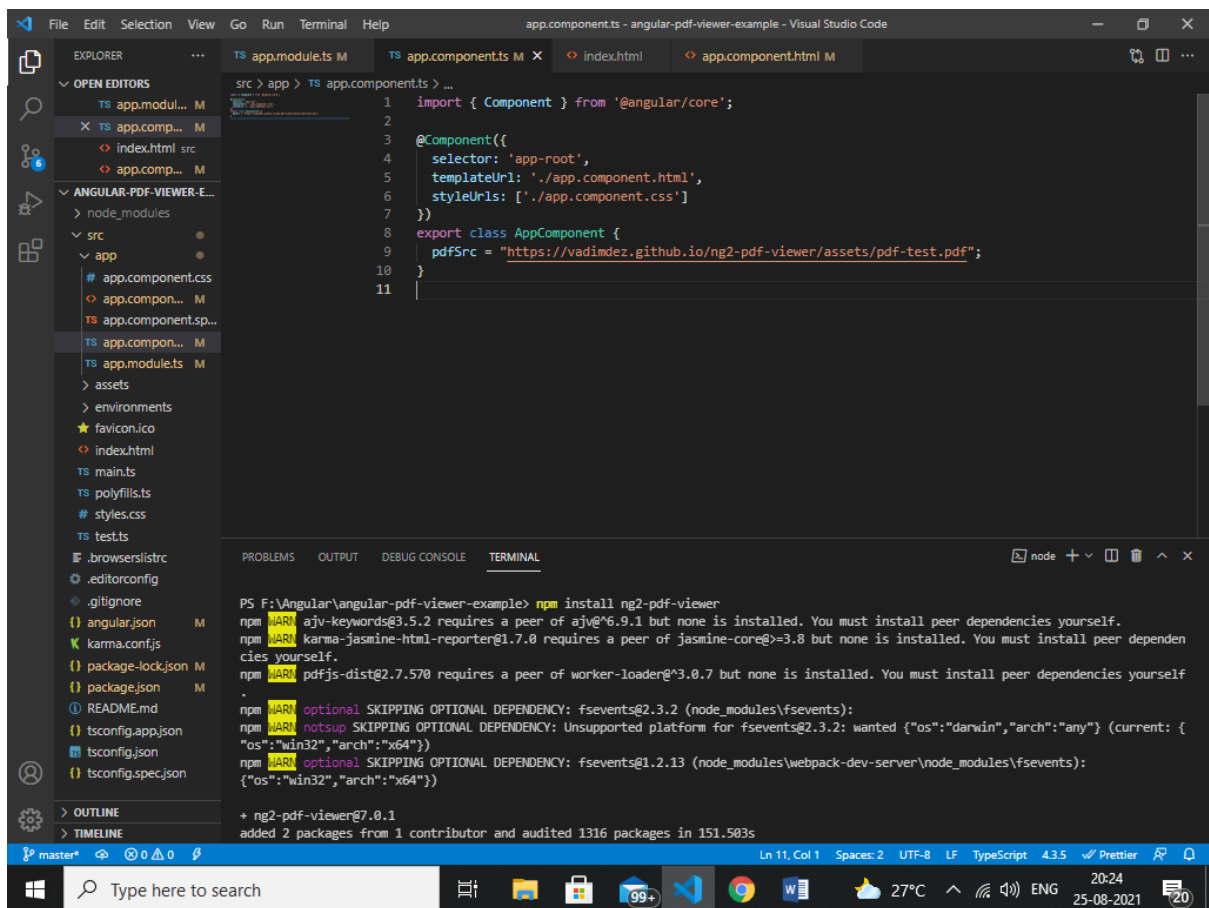 File Edit Selection View Go Run Terminal Help
app.component.ts - angular-pdf-viewer-example - Visual Studio Code
EXPLORER
OPEN EDITORS
TS app.modul... M
TS app.comp... M
index.html src
app.comp... M
ANGULAR-PDF-VIEWER-E...
node_modules
src
app
# app.component.css
app.compon... M
TS app.component.sp...
TS app.compon... M
TS app.module.ts M
assets
environments
favicon.ico
index.html
TS main.ts
TS polyfills.ts
# styles.css
TS test.ts
.browserslistrc
.editorconfig
.gitignore
{} angular.json M
K karma.conf.js
{} package-lock.json M
{} package.json M
README.md
{} tsconfig.app.json
tsconfig.json
{} tsconfig.spec.json
OUTLINE
TIMELINE
6
TS app.module.ts M
TS app.component.ts M
index.html
app.component.html M
src > app > TS app.component.ts > ...
1 import { Component } from '@angular/core';
2
3 @Component({
4 selector: 'app-root',
5 templateUrl: './app.component.html',
6 styleUrls: ['./app.component.css']
7 })
8 export class AppComponent {
9 pdfSrc = "https://vadimdez.github.io/ng2-pdf-viewer/assets/pdf-test.pdf";
10 }
11
PROBLEMS OUTPUT DEBUG CONSOLE TERMINAL
node
PS F:\Angular\angular-pdf-viewer-example> npm install ng2-pdf-viewer
npm WARN ajv-keywords@3.5.2 requires a peer of ajv@^6.9.1 but none is installed. You must install peer dependencies yourself.
npm WARN karma-jasmine-html-reporter@1.7.0 requires a peer of jasmine-core@>=3.8 but none is installed. You must install peer dependen
cies yourself.
npm WARN pdfjs-dist@2.7.570 requires a peer of worker-loader@^3.0.7 but none is installed. You must install peer dependencies yourself
.
npm WARN optional SKIPPING OPTIONAL DEPENDENCY: fsevents@2.3.2 (node_modules\fsevents):
npm WARN notsup SKIPPING OPTIONAL DEPENDENCY: Unsupported platform for fsevents@2.3.2: wanted {"os":"darwin","arch":"any"} (current: {
"os":"win32","arch":"x64"})
npm WARN optional SKIPPING OPTIONAL DEPENDENCY: fsevents@1.2.13 (node_modules\webpack-dev-server\node_modules\fsevents):
{"os":"win32","arch":"x64"})
+ ng2-pdf-viewer@7.0.1
added 2 packages from 1 contributor and audited 1316 packages in 151.503s
master* 0 0
Ln 11, Col 1 Spaces: 2 UTF-8 LF TypeScript 4.3.5 Prettier
Type here to search
99+
27°C
ENG
20:24
25-08-2021
20